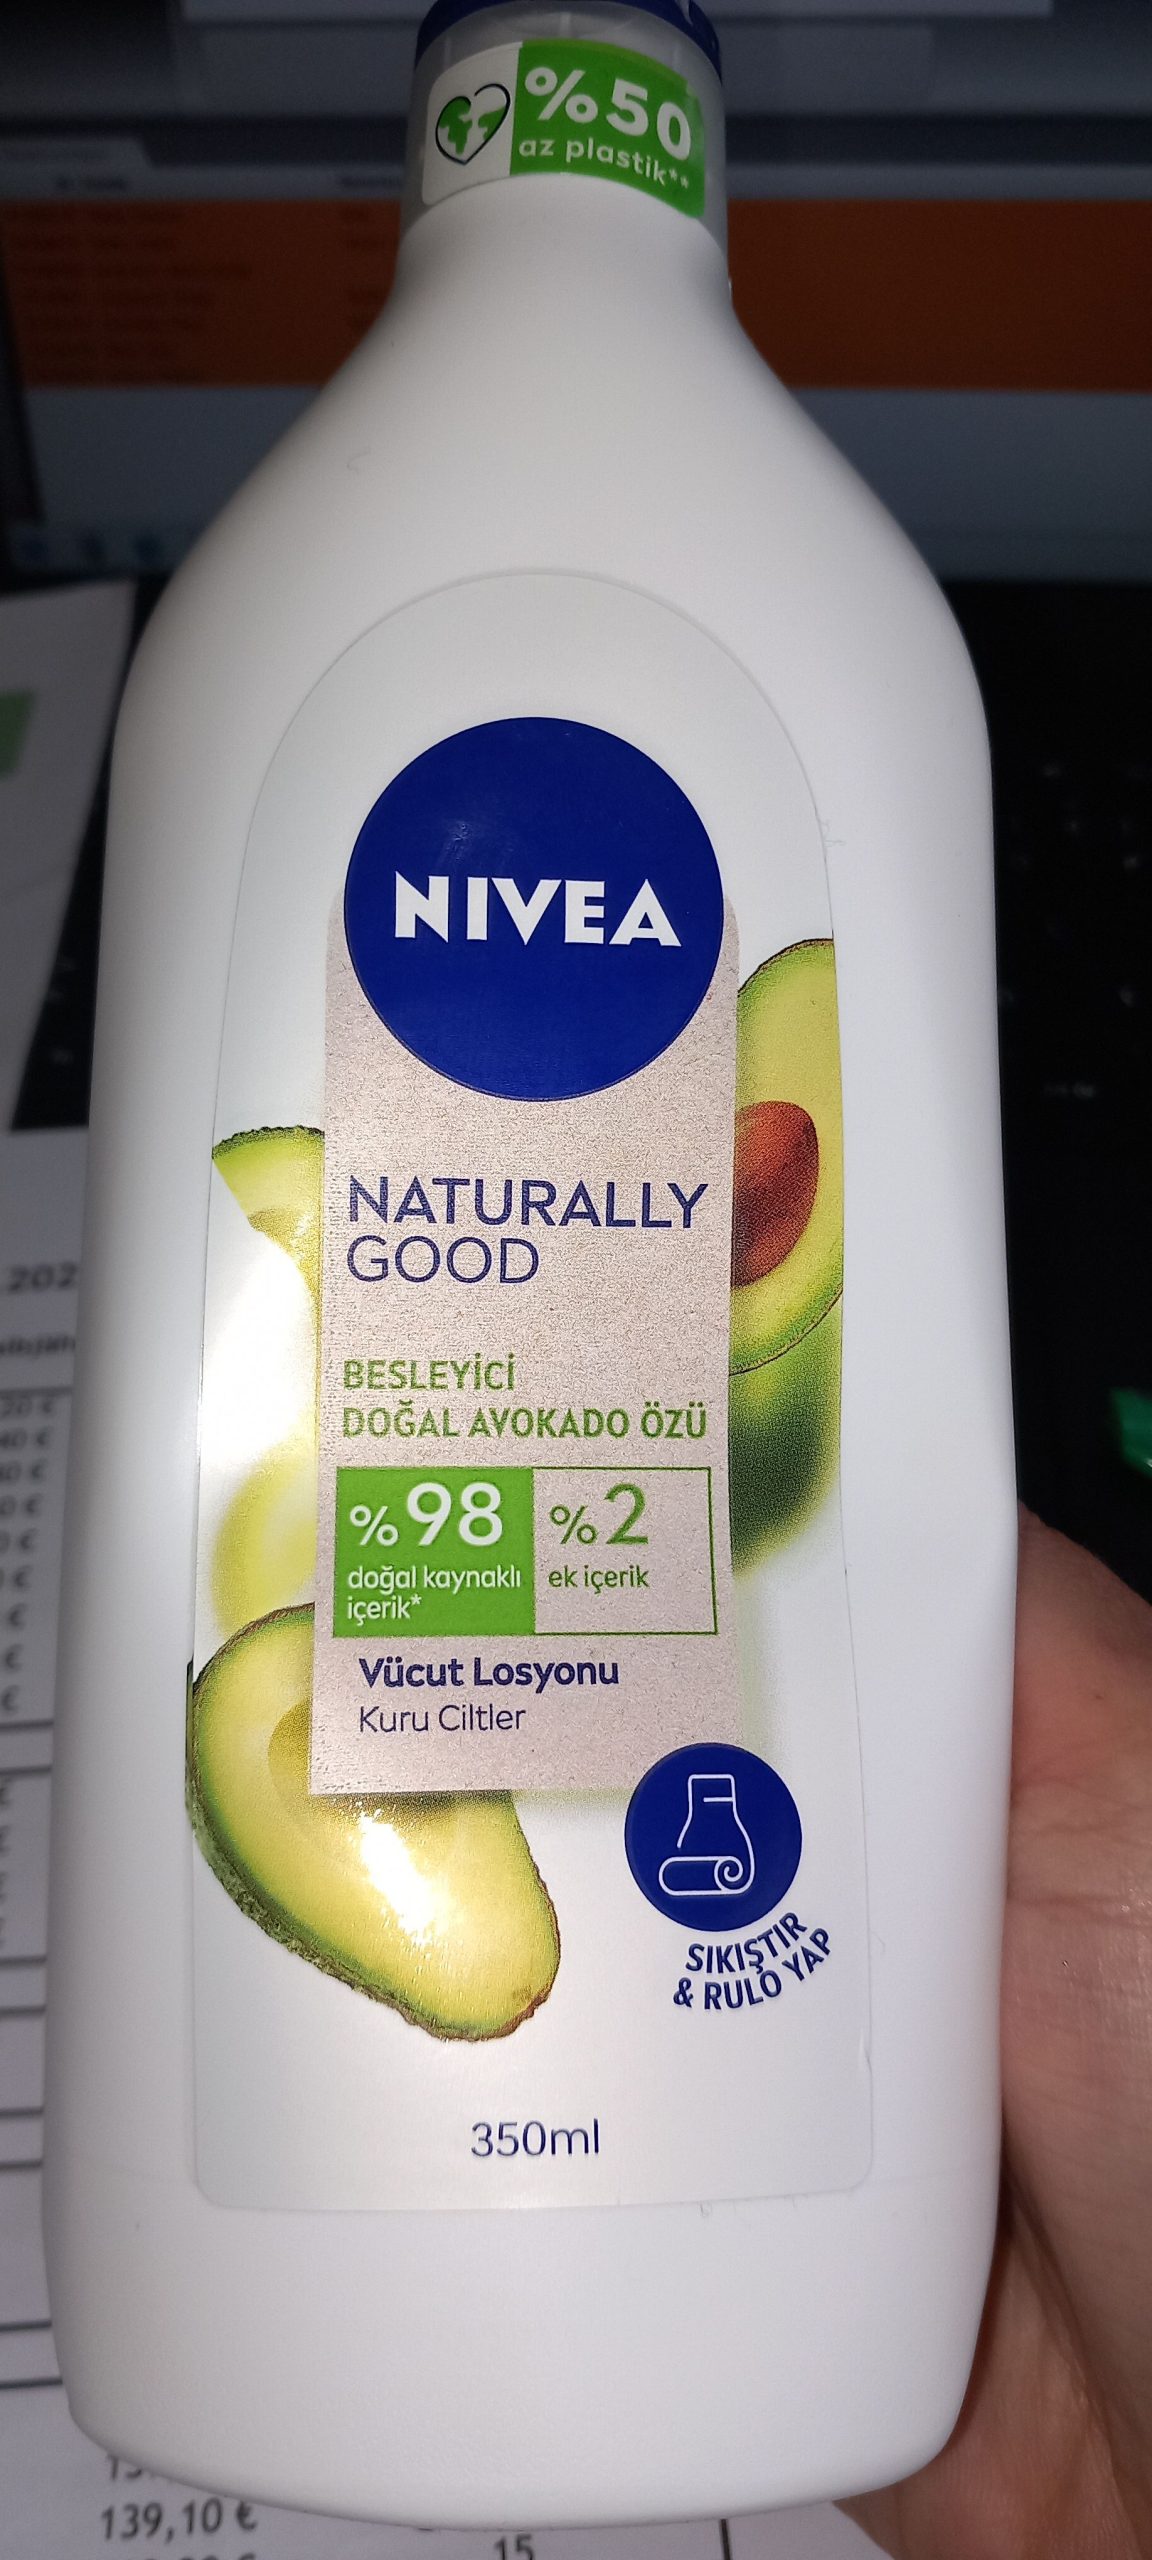 %50
az plastik**
NIVEA
NATURALLY
GOOD
BESLEYİCİ
DOĞAL AVOKADO ÖZÜ
%98
doğal kaynaklı
içerik*
%2
ek içerik
Vücut Losyonu
Kuru Ciltler
SIKIŞTIR
& RULO YAP
350ml
139,10 €
15